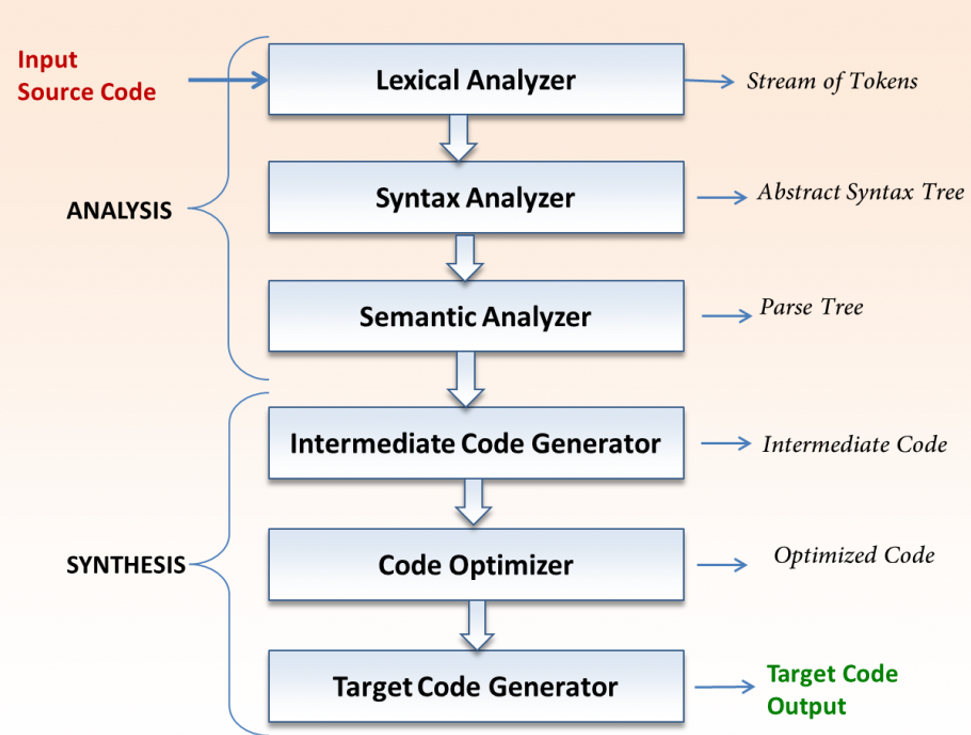 Input
Source Code
Lexical Analyzer
Stream of Tokens
Syntax Analyzer
Abstract Syntax Tree
ANALYSIS
Semantic Analyzer
Parse Tree
Intermediate Code Generator
Intermediate Code
SYNTHESIS
Code Optimizer
Optimized Code
Target Code Generator
Target Code
Output